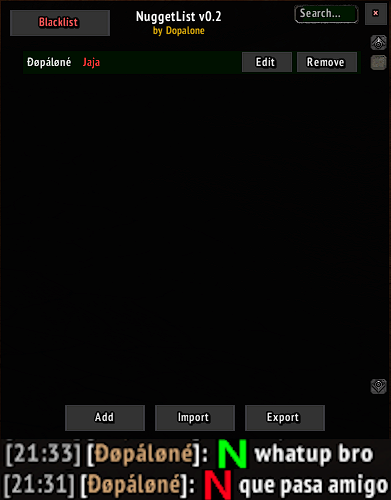 Blacklist
NuggetList v0.2
by Dopalone
Search...
×
Ðøpáløné Jaja Edit Remove
Add Import Export
[21:33] [Ðøpáløné]: N whatup bro
[21:31] [Ðøpáløné]: N que pasa amigo